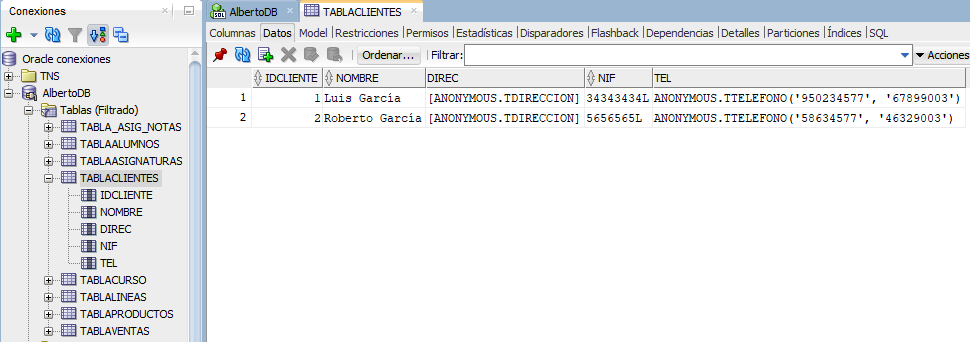 Conexiones
Oracle conexiones
TNS
AlbertoDB
Tablas (Filtrado)
TABLA_ASIG_NOTAS
TABLAALUMNOS
TABLAASIGNATURAS
TABLACLIENTES
IDCLIENTE
NOMBRE
DIREC
NIF
TEL
TABLACURSO
TABLALINEAS
TABLAPRODUCTOS
TABLAVENTAS
SQL AlbertoDB TABLACLIENTES
Columnas Datos Model Restricciones Permisos Estadísticas Disparadores Flashback Dependencias Detalles Particiones Índices SQL
Ordenar... Filtrar: Acciones
IDCLIENTE NOMBRE DIREC NIF TEL
1 1 Luis García [ANONYMOUS.TDIRECCION] 34343434L ANONYMOUS.TTELEFONO('950234577', '67899003')
2 2 Roberto García [ANONYMOUS.TDIRECCION] 5656565L ANONYMOUS.TTELEFONO('58634577', '46329003')